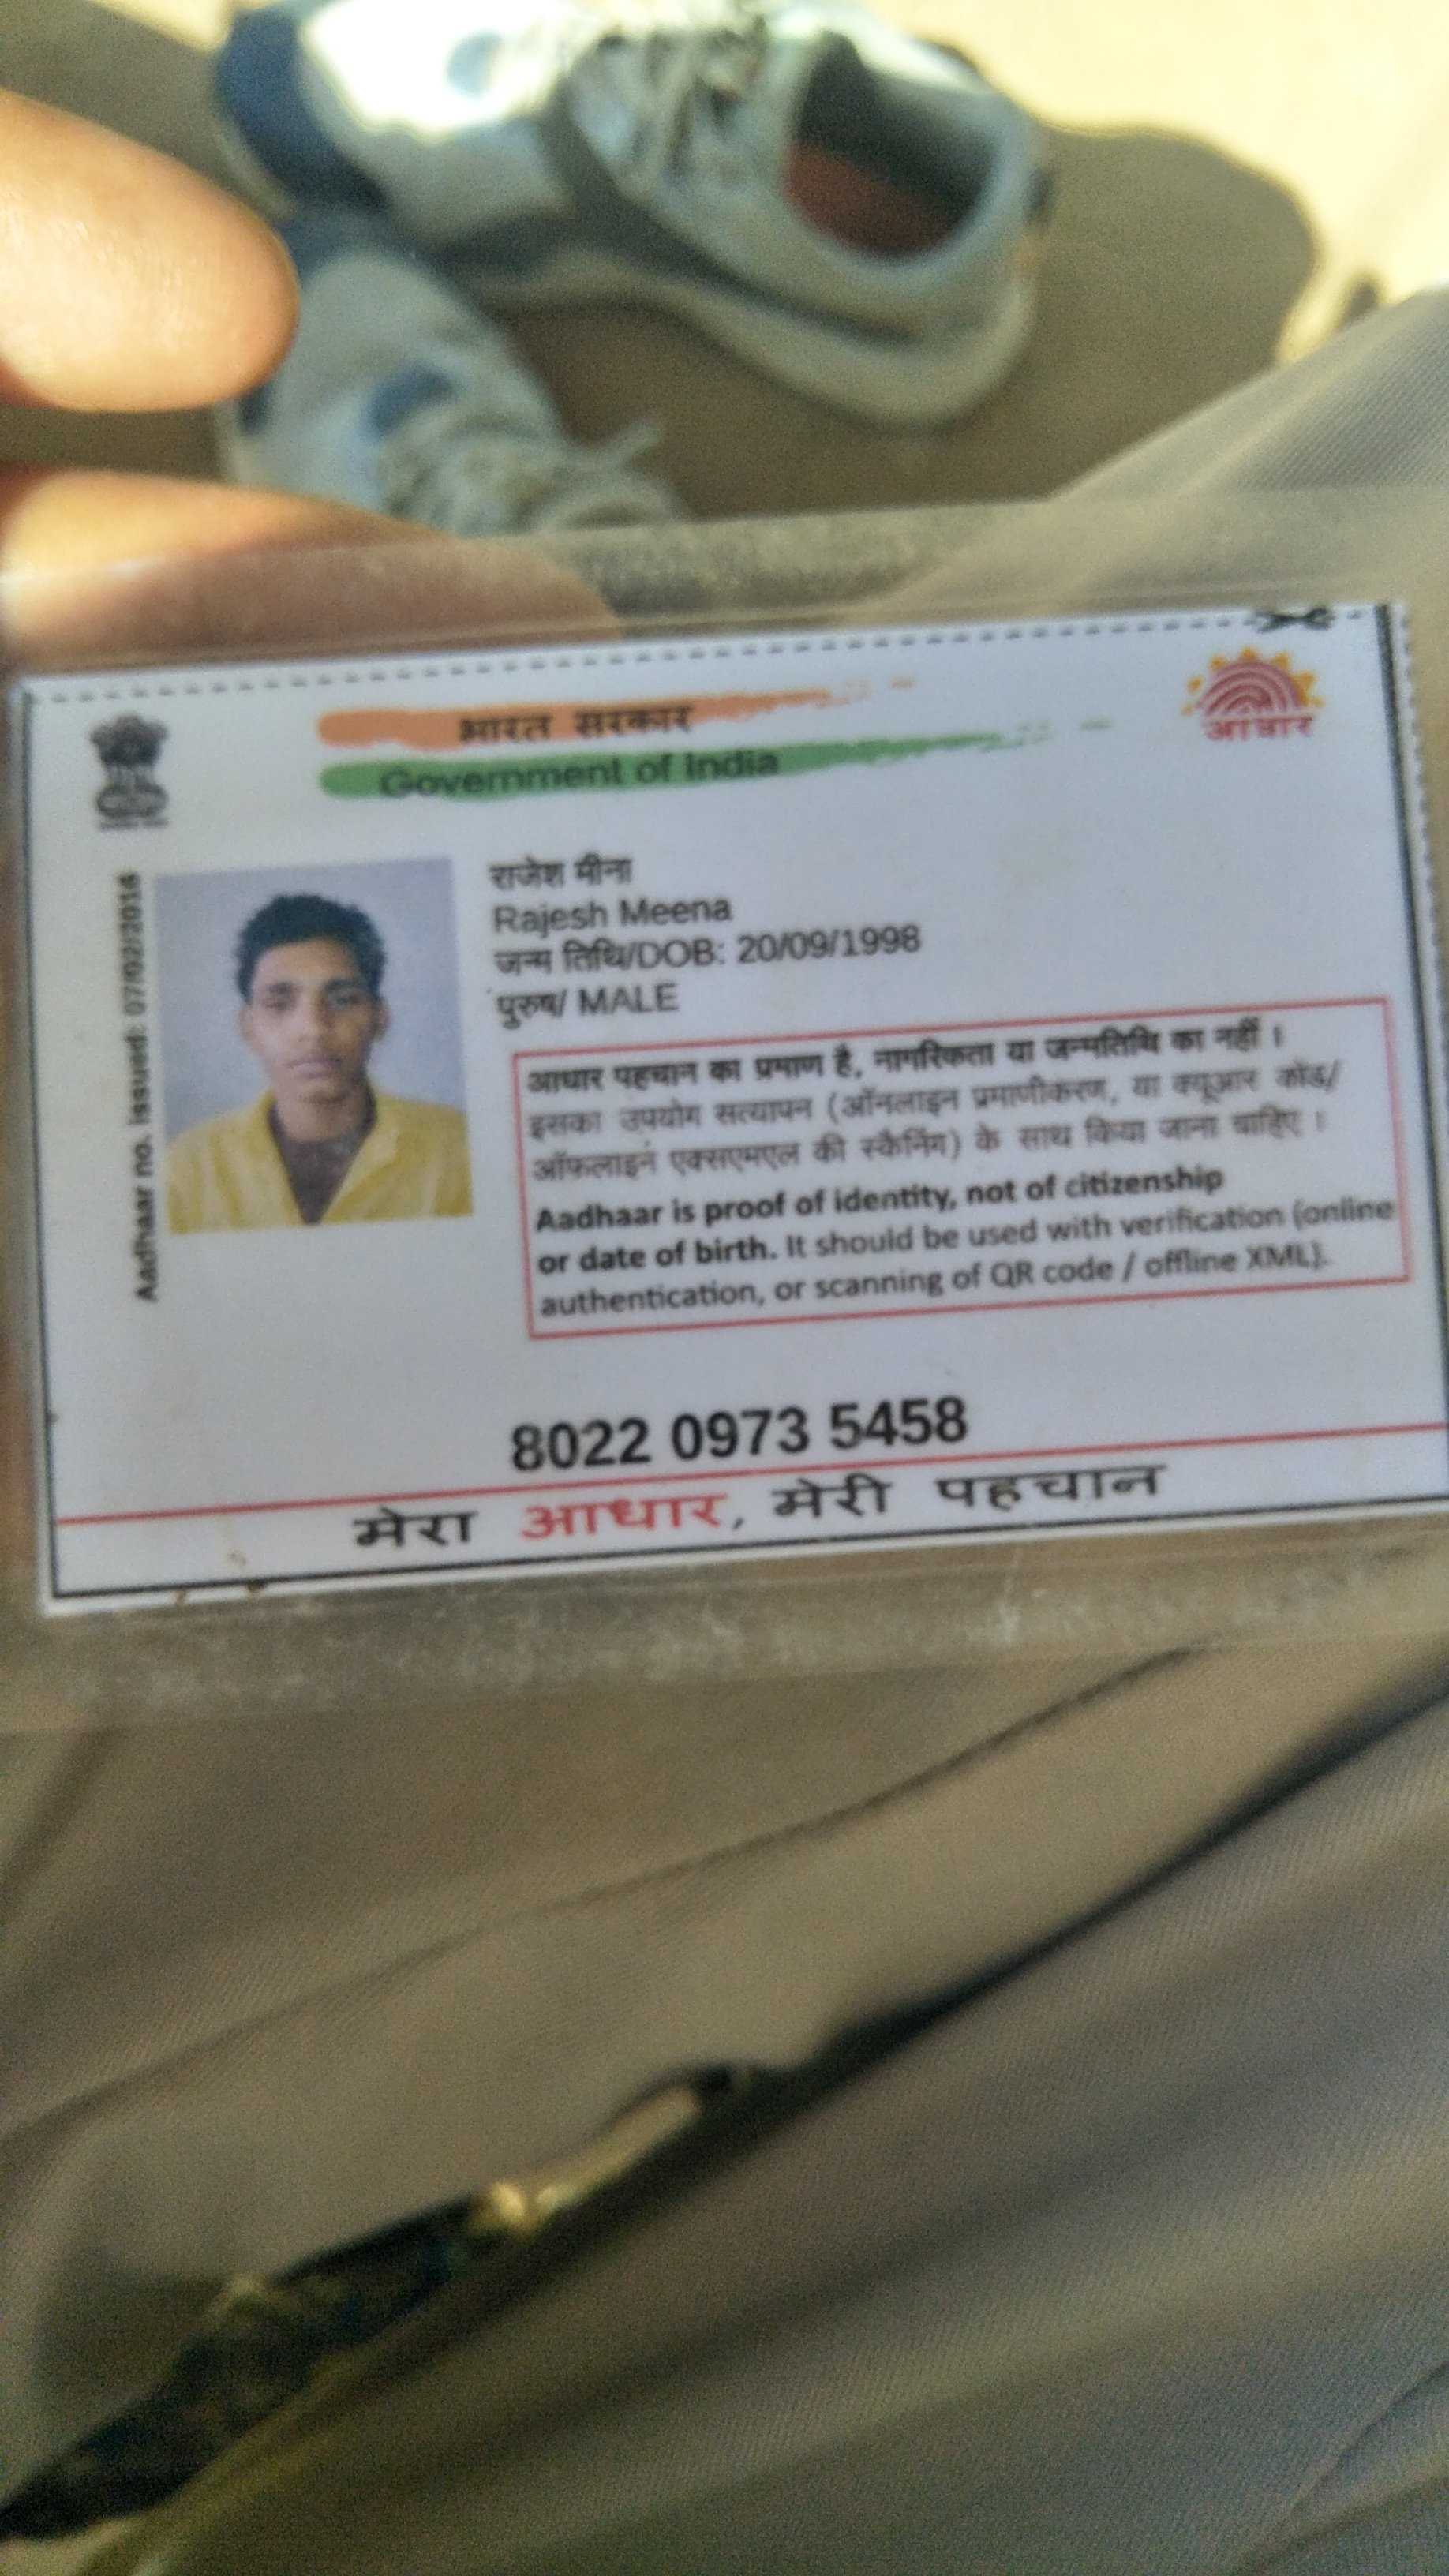 भारत सरकार
Government of India
आधार
Aadhaar no. issued: 07/02/2016
राजेश मीना
Rajesh Meena
जन्म तिथि/DOB: 20/09/1998
पुरुष/ MALE
आधार पहचान का प्रमाण है, नागरिकता या जन्मतिथि का नहीं ।
इसका उपयोग सत्यापन (ऑनलाइन प्रमाणीकरण, या क्यूआर कोड/
ऑफलाइन एक्सएमएल की स्कैनिंग) के साथ किया जाना चाहिए ।
Aadhaar is proof of identity, not of citizenship
or date of birth. It should be used with verification (online
authentication, or scanning of QR code / offline XML).
8022 0973 5458
मेरा आधार, मेरी पहचान